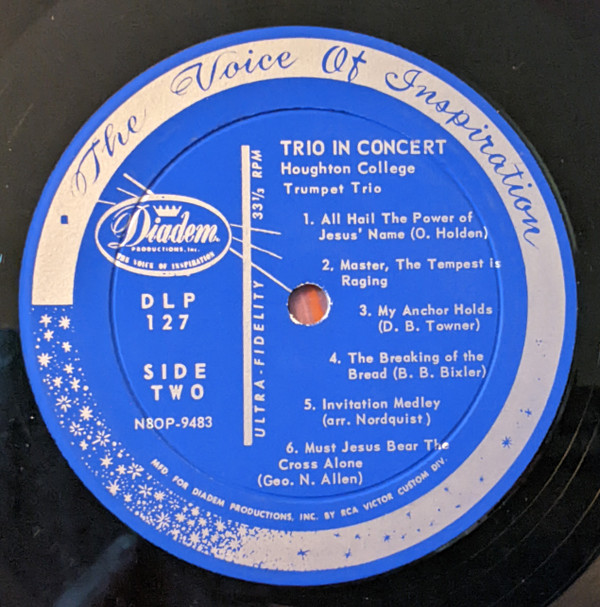 The Voice Of Inspiration
Diadem
PRODUCTIONS, Inc.
THE VOICE OF INSPIRATION
DLP
127
SIDE
TWO
N8OP-9483
ULTRA-FIDELITY 33⅓ RPM
TRIO IN CONCERT
Houghton College
Trumpet Trio
1. All Hail The Power of
Jesus' Name (O. Holden)
2. Master, The Tempest is
Raging
3. My Anchor Holds
(D. B. Towner)
4. The Breaking of the
Bread (B. B. Bixler)
5. Invitation Medley
(arr. Nordquist)
6. Must Jesus Bear The
Cross Alone
(Geo. N. Allen)
MFD. FOR DIADEM PRODUCTIONS, INC. BY RCA VICTOR CUSTOM DIV.